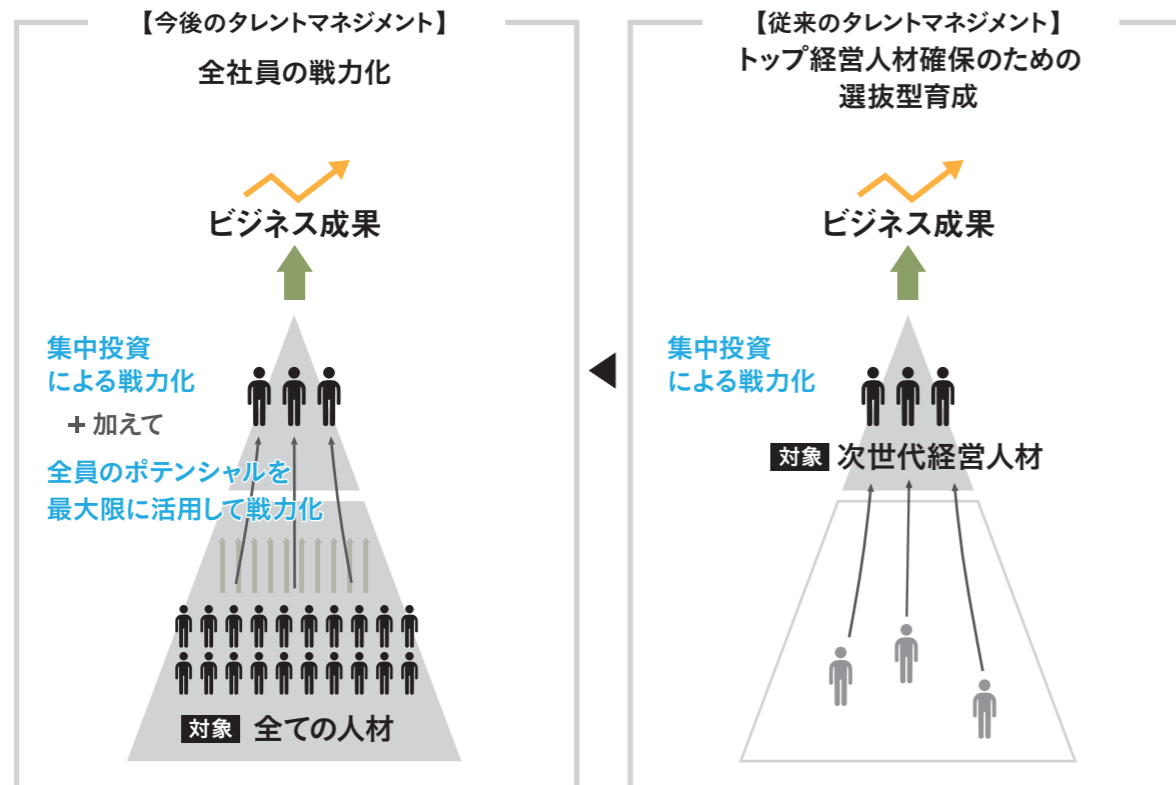 【今後のタレントマネジメント】
全社員の戦力化
ビジネス成果
集中投資
による戦力化
+ 加えて
全員のポテンシャルを
最大限に活用して戦力化
対象 全ての人材
【従来のタレントマネジメント】
トップ経営人材確保のための
選抜型育成
ビジネス成果
集中投資
による戦力化
対象 次世代経営人材